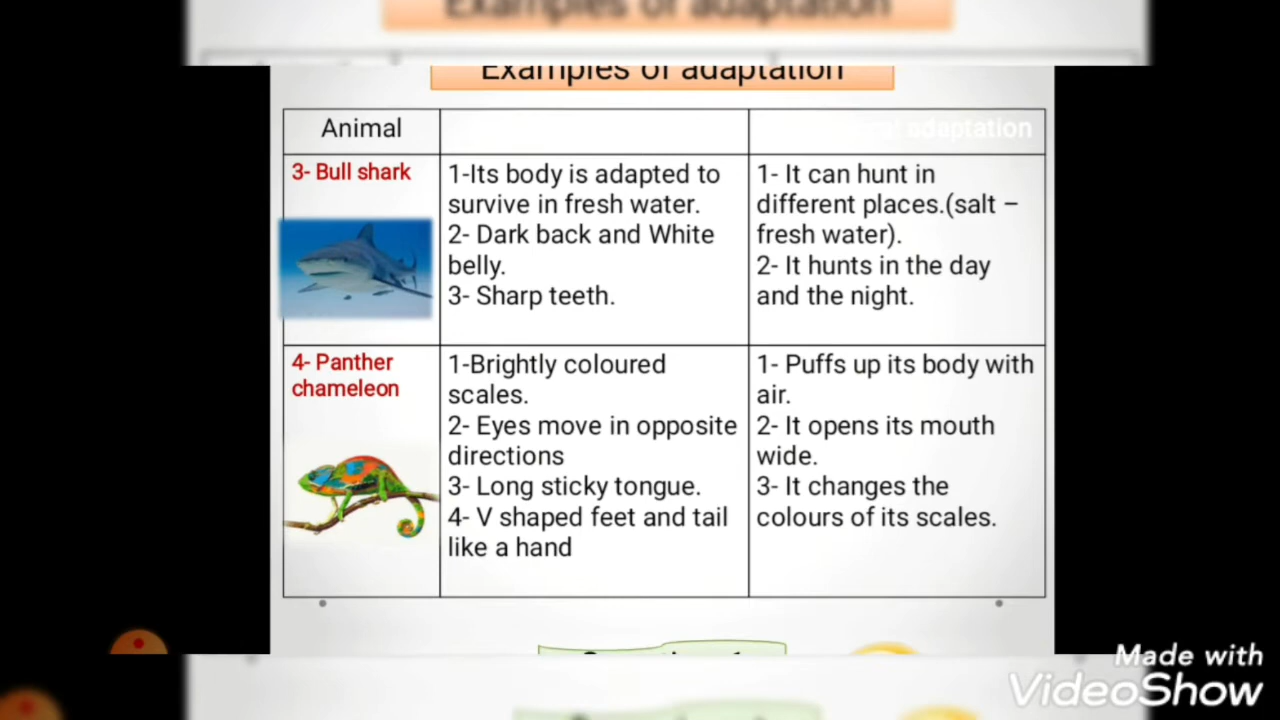 Examples of adaptation
Examples of adaptation
Animal
adaptation
3- Bull shark
1-Its body is adapted to
survive in fresh water.
2- Dark back and White
belly.
3- Sharp teeth.
1- It can hunt in
different places.(salt –
fresh water).
2- It hunts in the day
and the night.
4- Panther
chameleon
1-Brightly coloured
scales.
2- Eyes move in opposite
directions
3- Long sticky tongue.
4- V shaped feet and tail
like a hand
1- Puffs up its body with
air.
2- It opens its mouth
wide.
3- It changes the
colours of its scales.
Made with
VideoShow